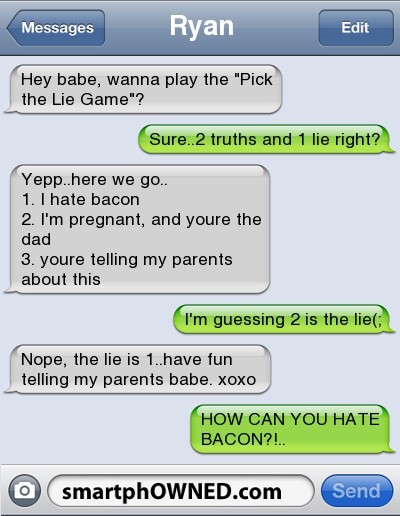 Messages
Ryan
Edit
Hey babe, wanna play the "Pick
the Lie Game"?
Sure..2 truths and 1 lie right?
Yepp..here we go..
1. I hate bacon
2. I'm pregnant, and youre the
dad
3. youre telling my parents
about this
I'm guessing 2 is the lie(;
Nope, the lie is 1..have fun
telling my parents babe. xoxo
HOW CAN YOU HATE
BACON?!..
smartphOWNED.com
Send